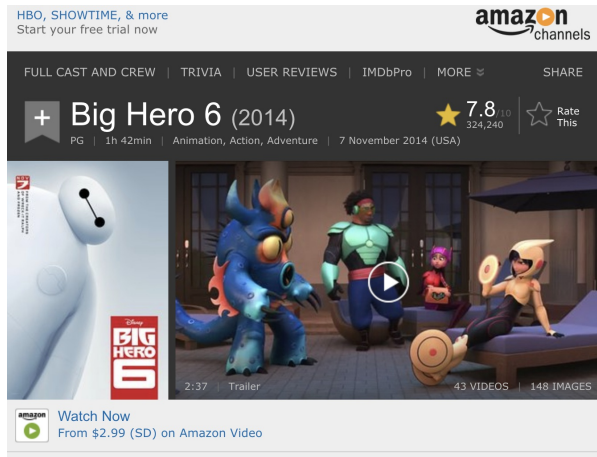 HBO, SHOWTIME, & more
Start your free trial now
amazon
channels
FULL CAST AND CREW | TRIVIA | USER REVIEWS | IMDbPro | MORE
SHARE
+ Big Hero 6 (2014)
7.8/10
324,240
Rate
This
PG | 1h 42min | Animation, Action, Adventure | 7 November 2014 (USA)
Disney
BIG
HERO
6
2:37 | Trailer
43 VIDEOS | 148 IMAGES
amazon
Watch Now
From $2.99 (SD) on Amazon Video